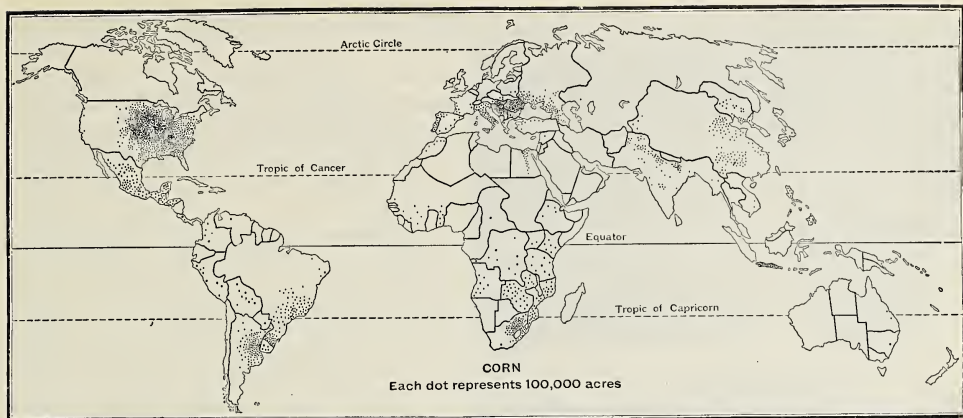 Arctic Circle
Tropic of Cancer
Equator
Tropic of Capricorn
CORN
Each dot represents 100,000 acres